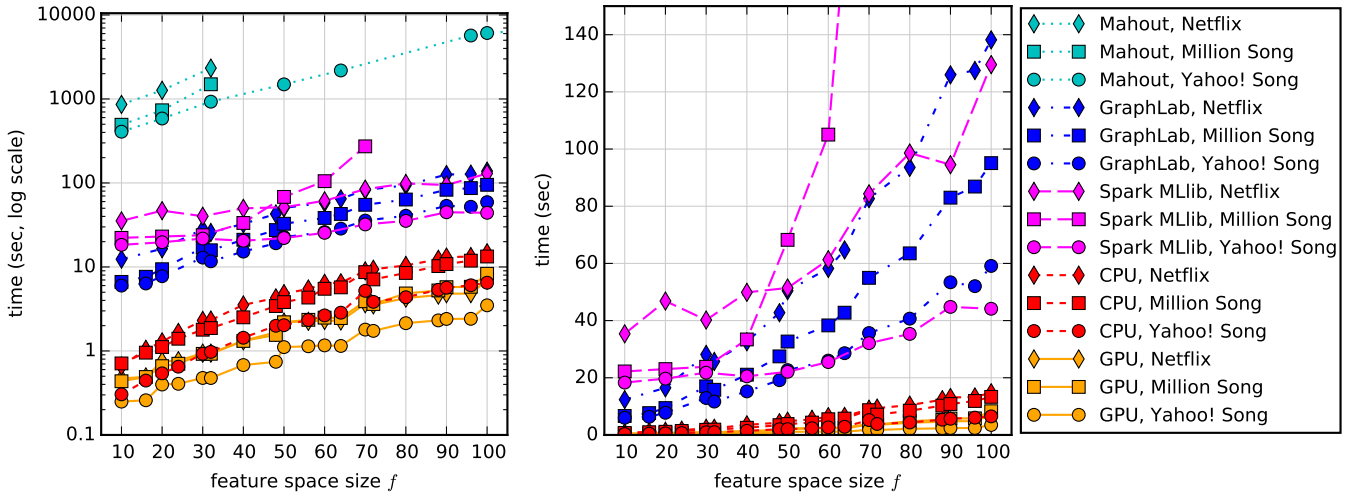 time (sec, log scale)
10000
1000
100
10
1
0.1
10 20 30 40 50 60 70 80 90 100
feature space size f
time (sec)
140
120
100
80
60
40
20
0
10 20 30 40 50 60 70 80 90 100
feature space size f
Mahout, Netflix
Mahout, Million Song
Mahout, Yahoo! Song
GraphLab, Netflix
GraphLab, Million Song
GraphLab, Yahoo! Song
Spark MLlib, Netflix
Spark MLlib, Million Song
Spark MLlib, Yahoo! Song
CPU, Netflix
CPU, Million Song
CPU, Yahoo! Song
GPU, Netflix
GPU, Million Song
GPU, Yahoo! Song